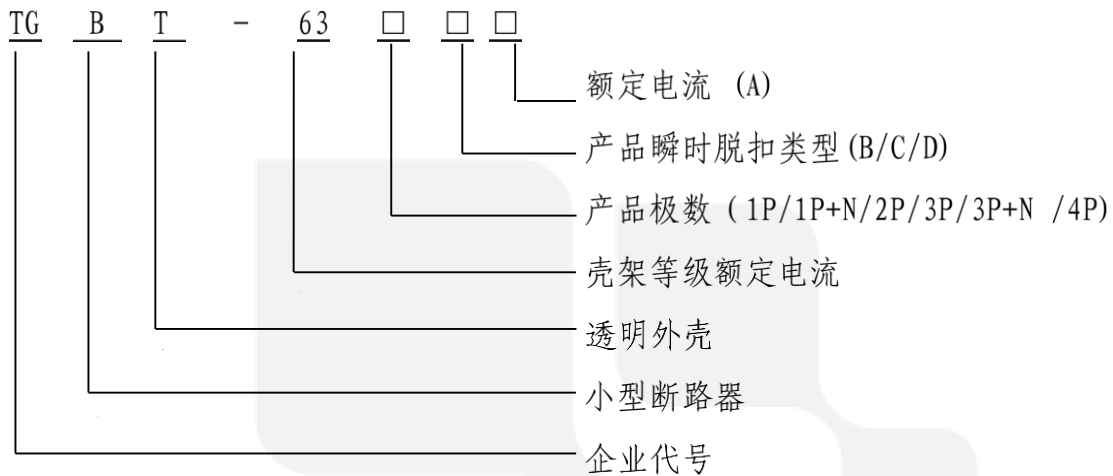 TG B T - 63 □ □ □
额定电流 (A)
产品瞬时脱扣类型(B/C/D)
产品极数 (1P/1P+N/2P/3P/3P+N /4P)
壳架等级额定电流
透明外壳
小型断路器
企业代号